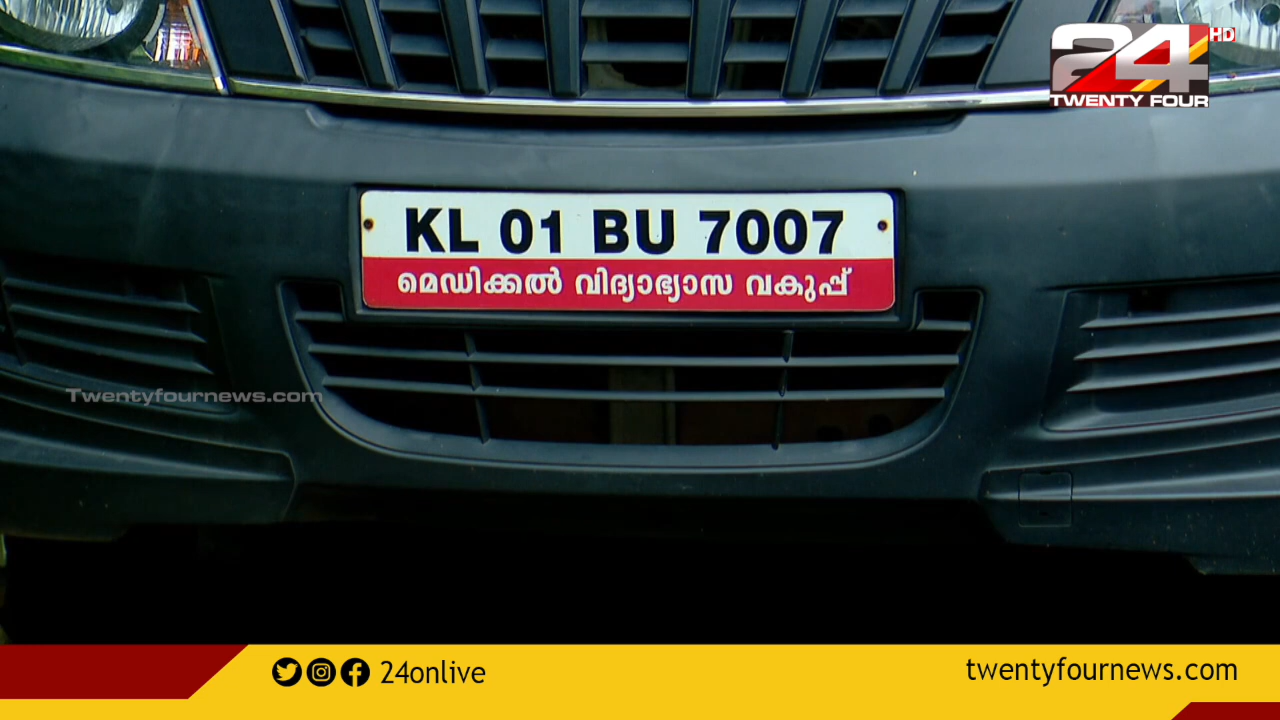 24 HD
TWENTY FOUR
KL 01 BU 7007
മെഡിക്കൽ വിദ്യാഭ്യാസ വകുപ്പ്
Twentyfournews.com
24onlive
twentyfournews.com